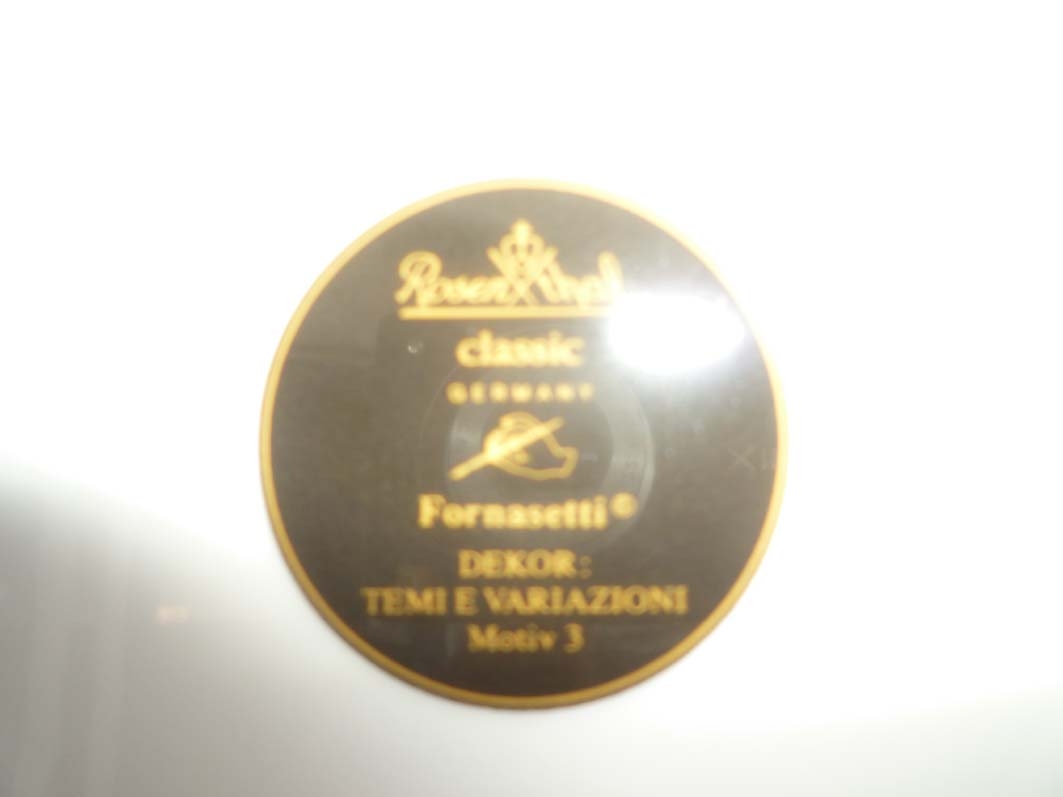 Rosenthal
classic
GERMANY
Fornasetti ©
DEKOR:
TEMI E VARIAZIONI
Motiv 3